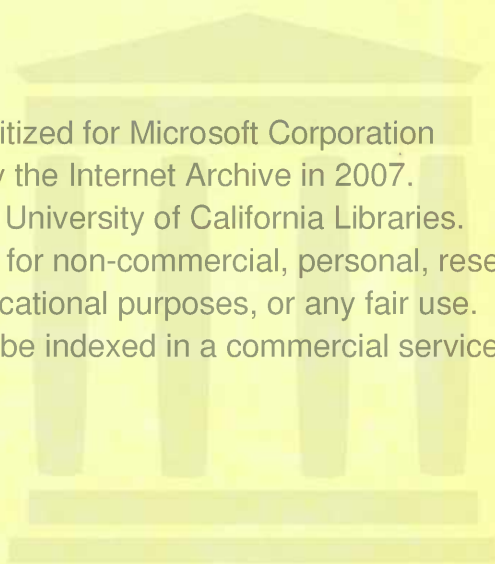 itized for Microsoft Corporation
the Internet Archive in 2007.
University of California Libraries.
for non-commercial, personal, rese
cational purposes, or any fair use.
be indexed in a commercial service